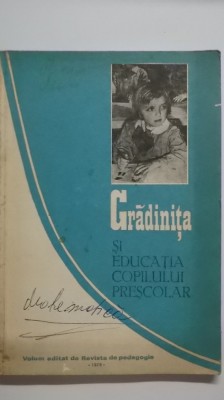 Grădinița
ȘI
EDUCAȚIA
COPILULUI
PREȘCOLAR
Volum editat de Revista de pedagogie